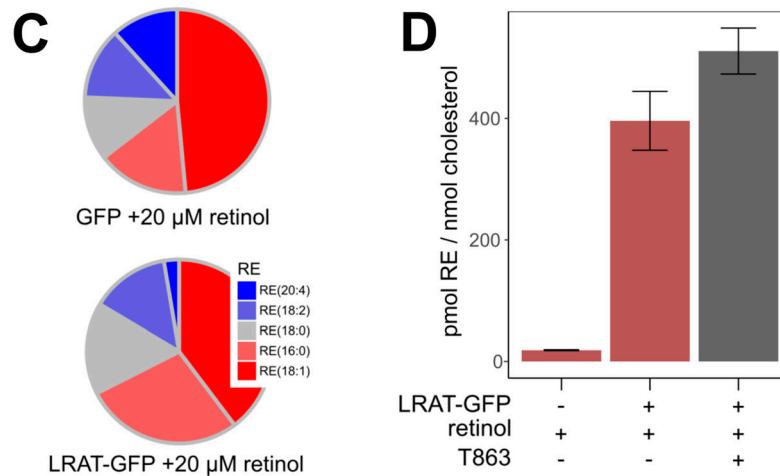 C
GFP +20 µM retinol
RE
RE(20:4)
RE(18:2)
RE(18:0)
RE(16:0)
RE(18:1)
LRAT-GFP +20 µM retinol
D
pmol RE / nmol cholesterol
400
200
0
LRAT-GFP - + +
retinol + + +
T863 - - +